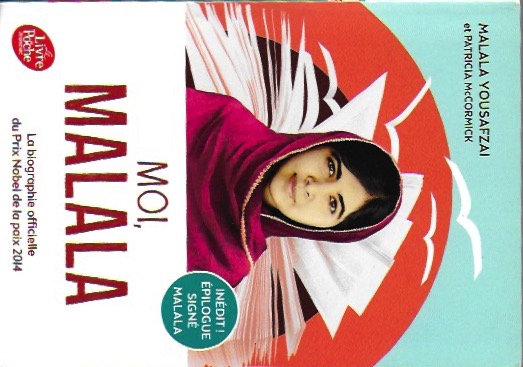 MALALA YOUSAFZAI
et PATRICIA McCORMICK
INÉDIT !
ÉPILOGUE
SIGNÉ
MALALA
MOI,
MALALA
La biographie officielle
du Prix Nobel de la paix 2014
Le
Livre
de
Poche